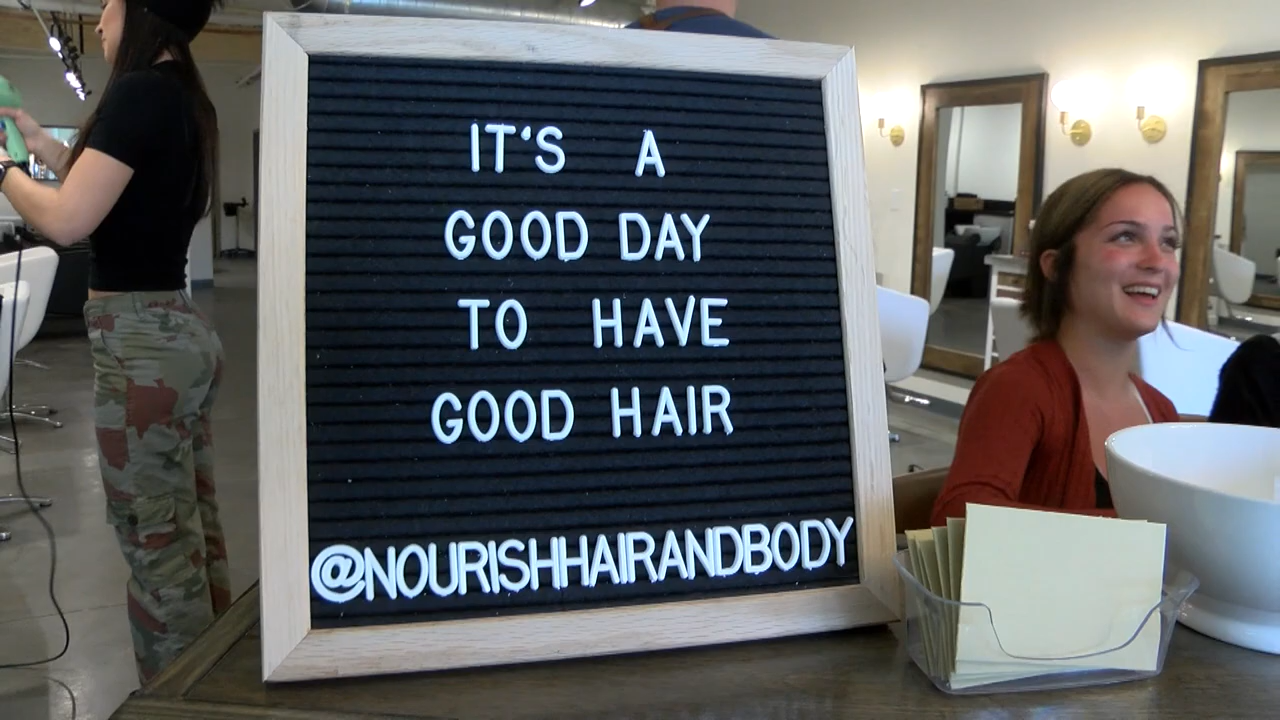 IT'S A
GOOD DAY
TO HAVE
GOOD HAIR
@NOURISHHAIRANDBODY